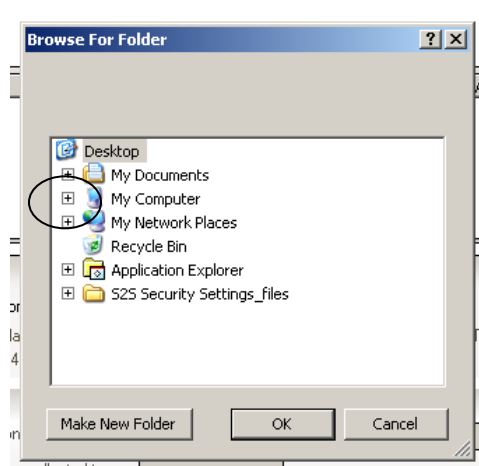 Browse For Folder
Desktop
My Documents
My Computer
My Network Places
Recycle Bin
Application Explorer
S2S Security Settings_files
Make New Folder OK Cancel